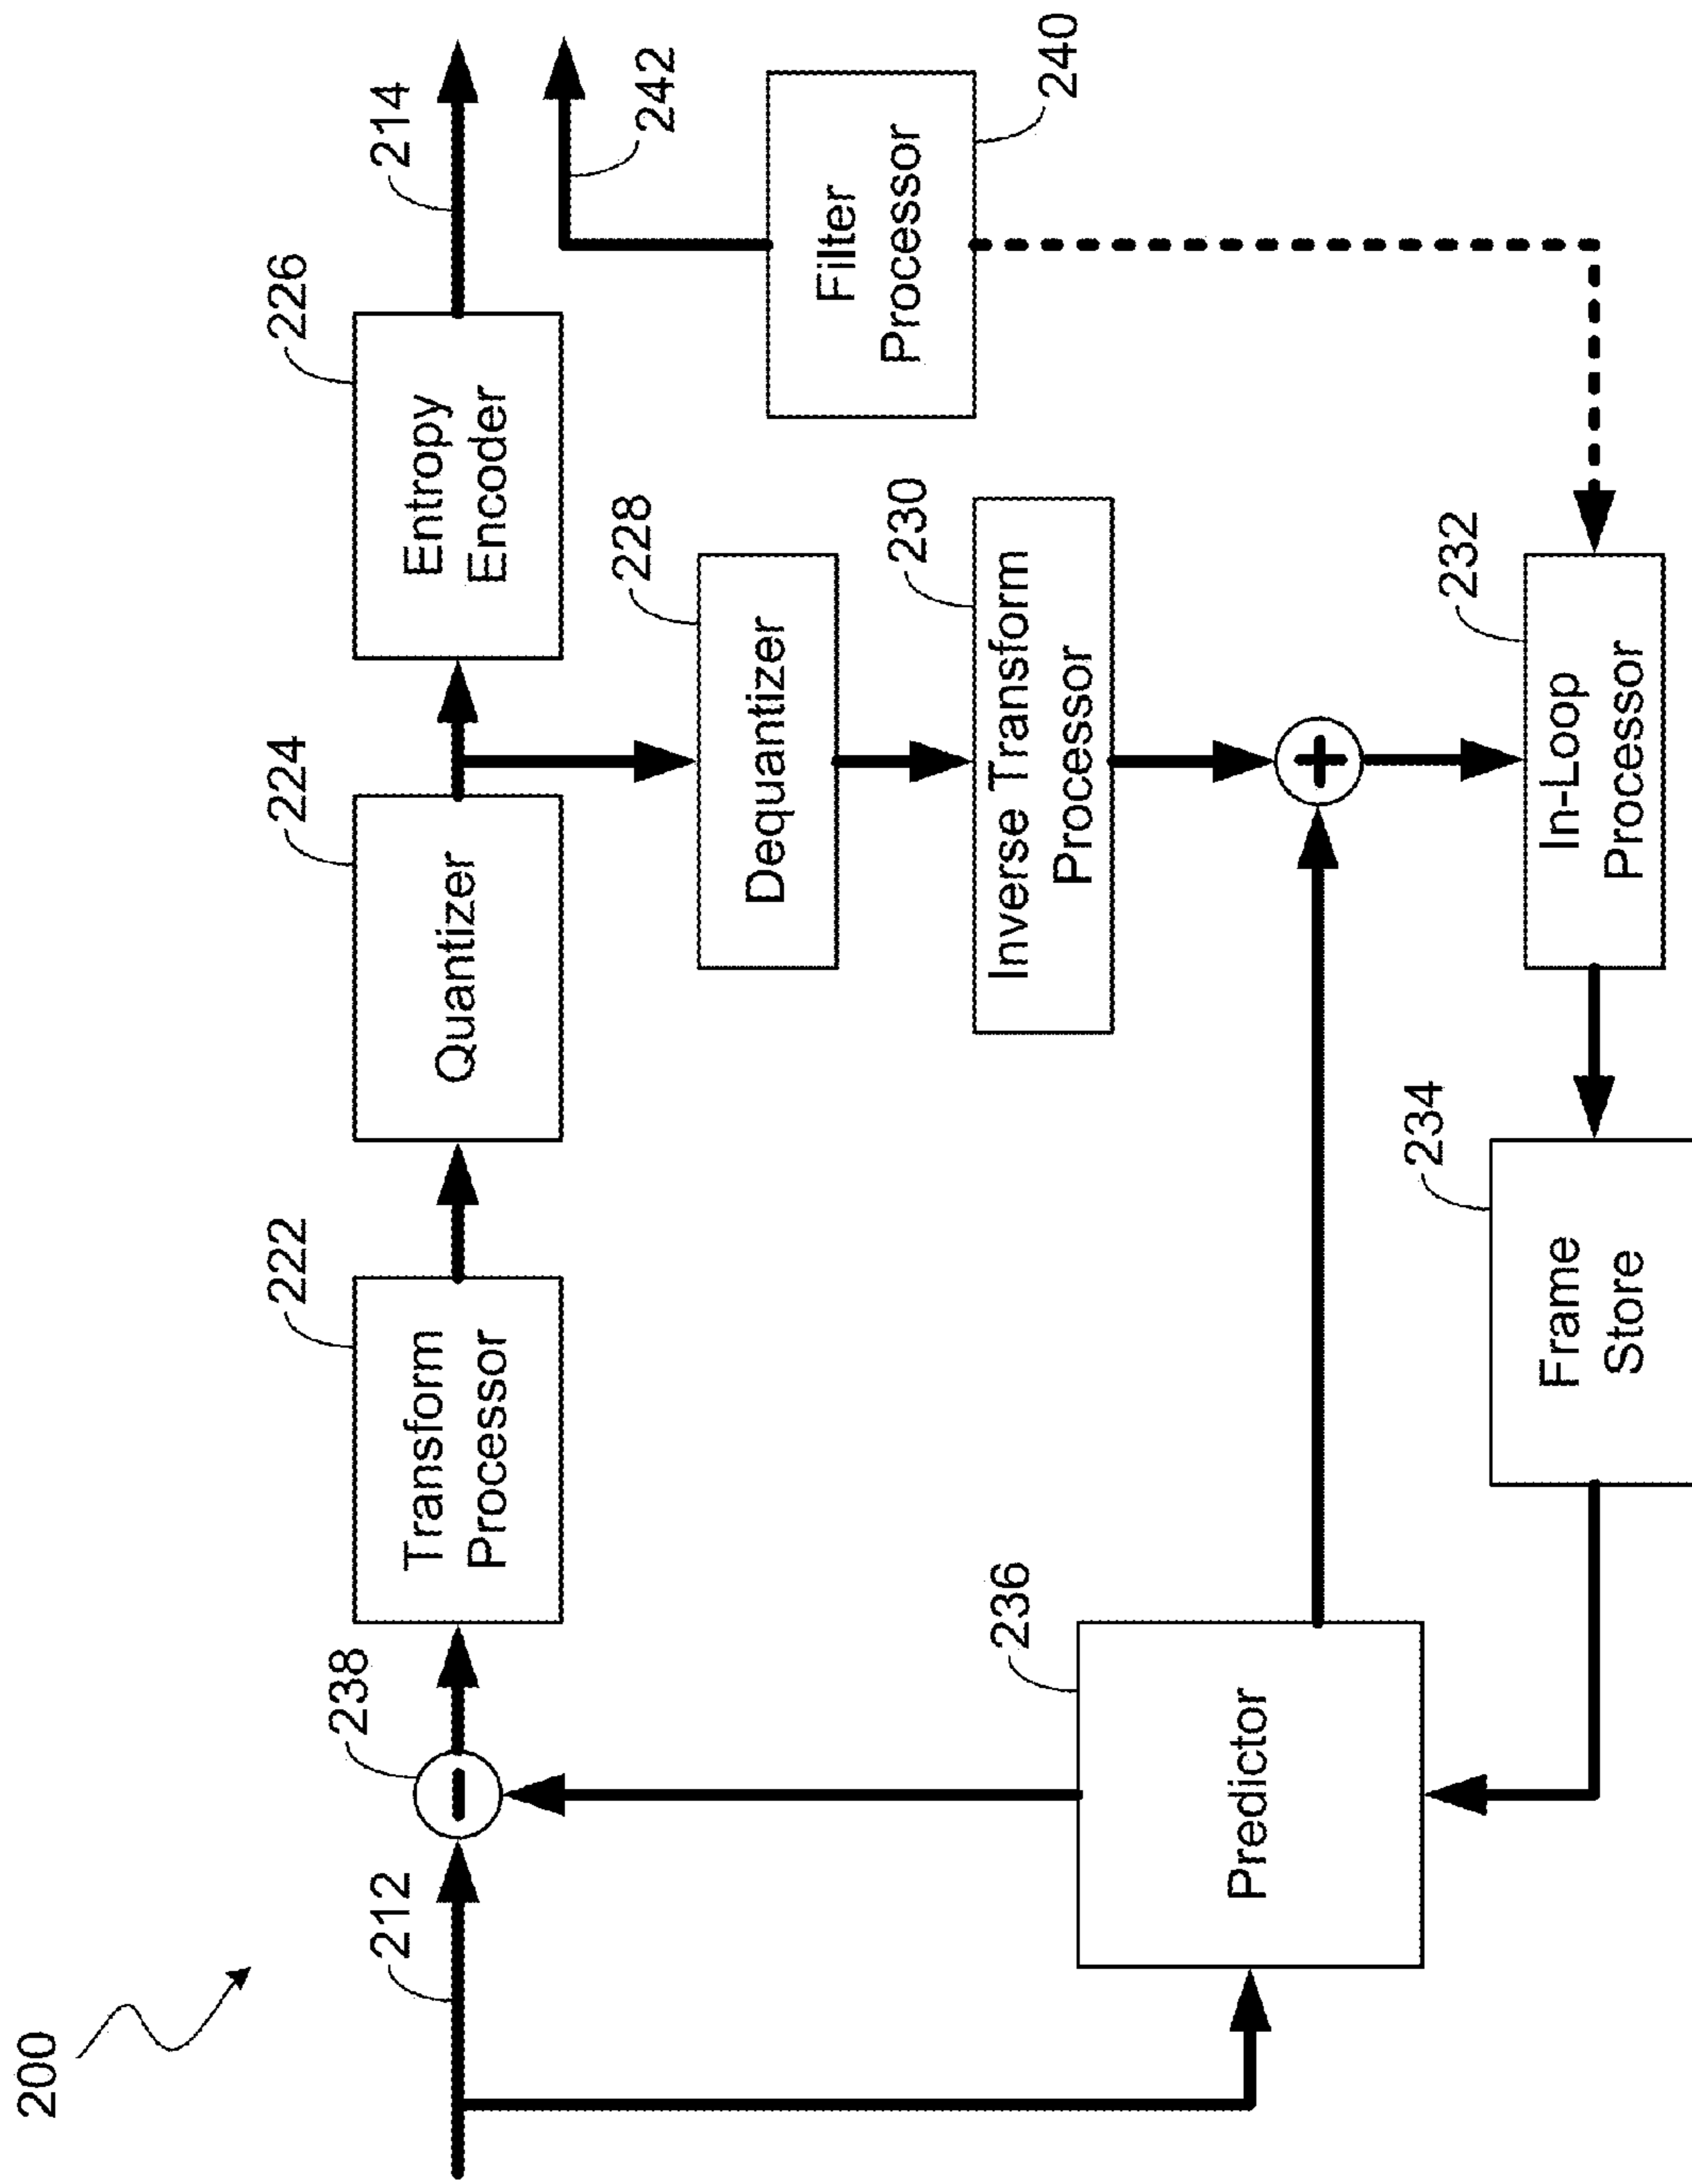 200
212
238
222
Transform
Processor
224
Quantizer
226
Entropy
Encoder
214
242
228
Dequantizer
Filter
Processor
240
230
Inverse Transform
Processor
236
Predictor
+
234
Frame
Store
232
In-Loop
Processor